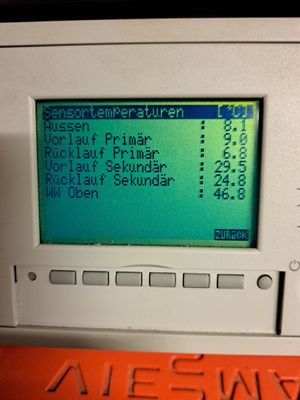 Sensortemperaturen [°C]
Aussen : 8.1
Vorlauf Primär : 9.0
Rücklauf Primär : 6.8
Vorlauf Sekundär : 29.5
Rücklauf Sekundär : 24.8
WW Oben : 46.8
ZURÜCK
VIESMA